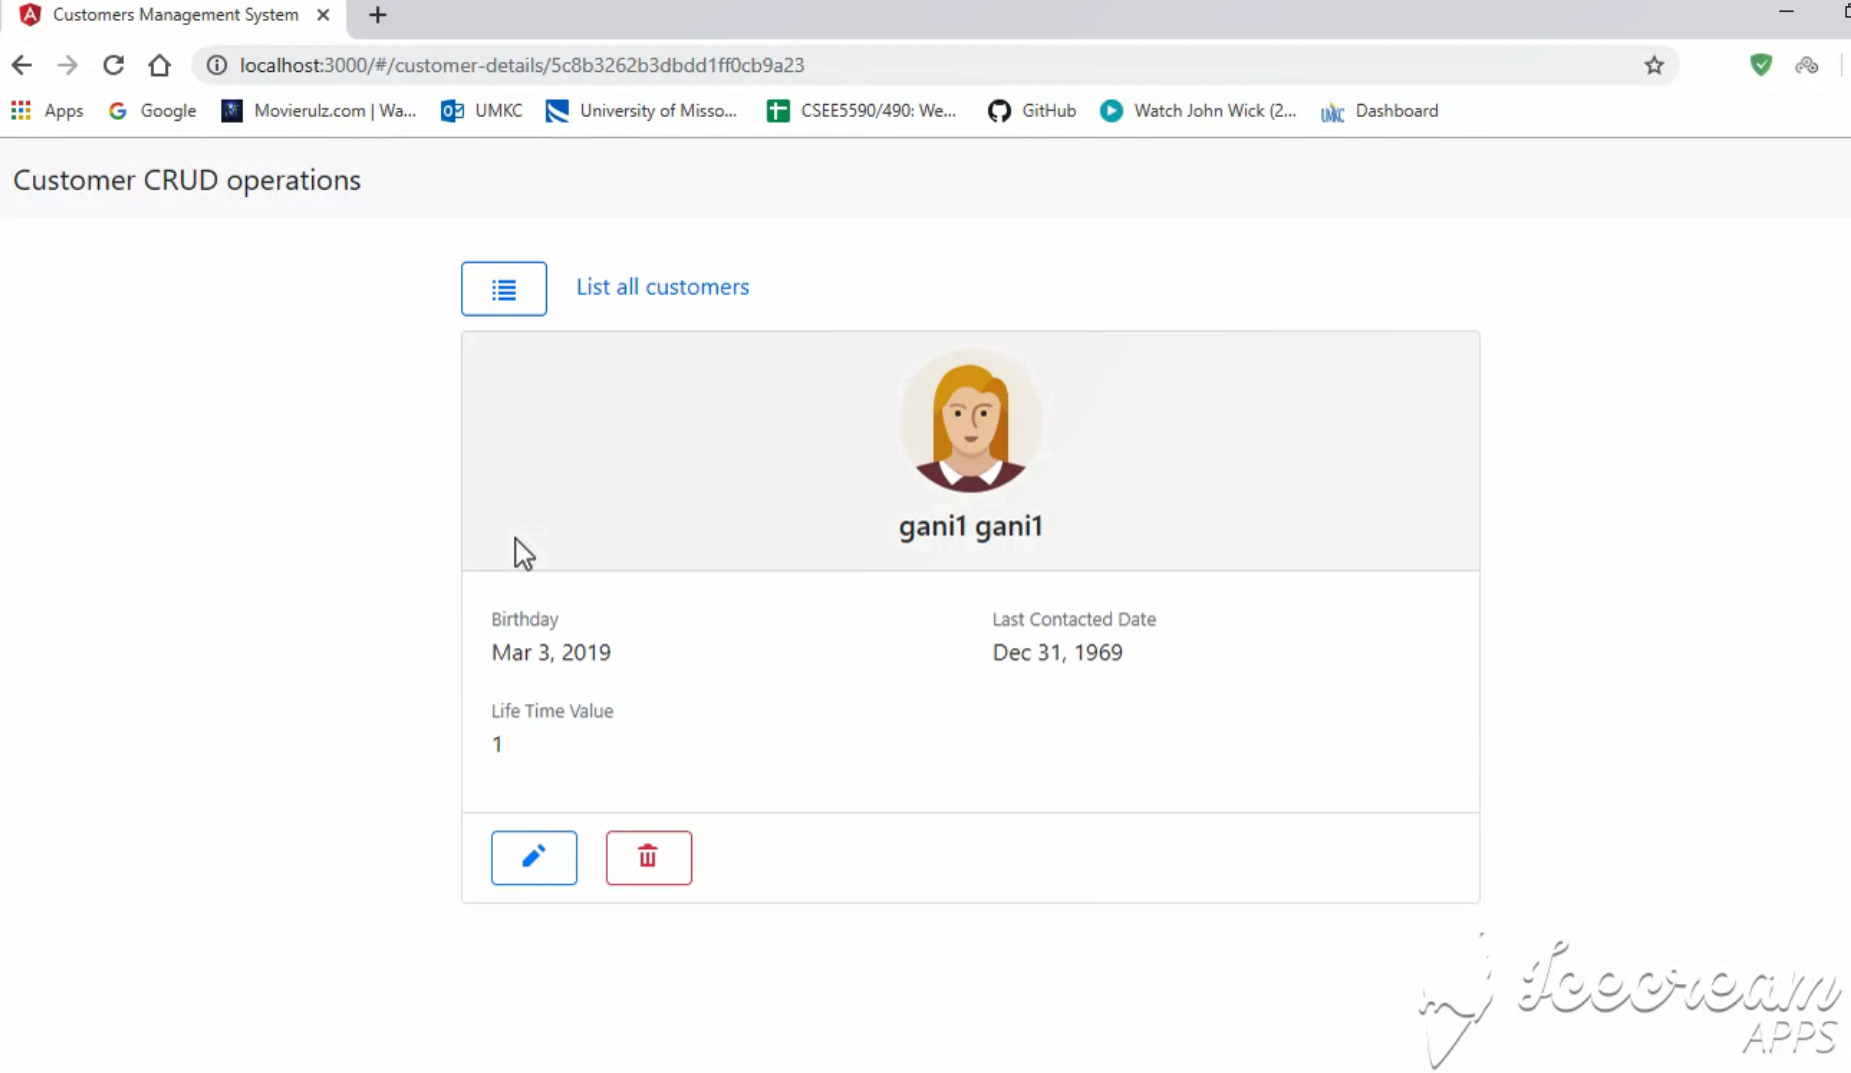 Customers Management System
localhost:3000/#/customer-details/5c8b3262b3dbdd1ff0cb9a23
Apps Google Movierulz.com | Wa... UMKC University of Misso... CSEE5590/490: We... GitHub Watch John Wick (2... UMKC Dashboard
Customer CRUD operations
List all customers
gani1 gani1
Birthday Last Contacted Date
Mar 3, 2019 Dec 31, 1969
Life Time Value
1
Icecream
APPS